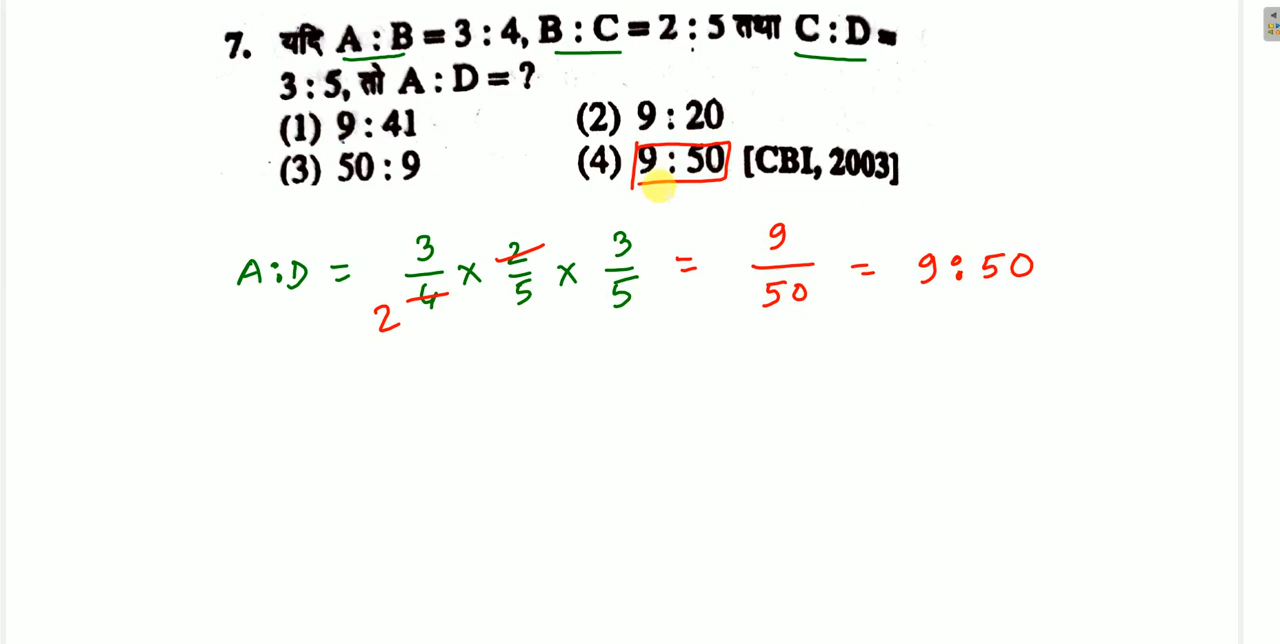 7. यदि A : B = 3 : 4, B : C = 2 : 5 तथा C : D =
3 : 5, तो A : D = ?
(1) 9 : 41 (2) 9 : 20
(3) 50 : 9 (4) 9 : 50 [CBI, 2003]
A:D = 3/4 × 2/5 × 3/5 = 9/50 = 9:50
2